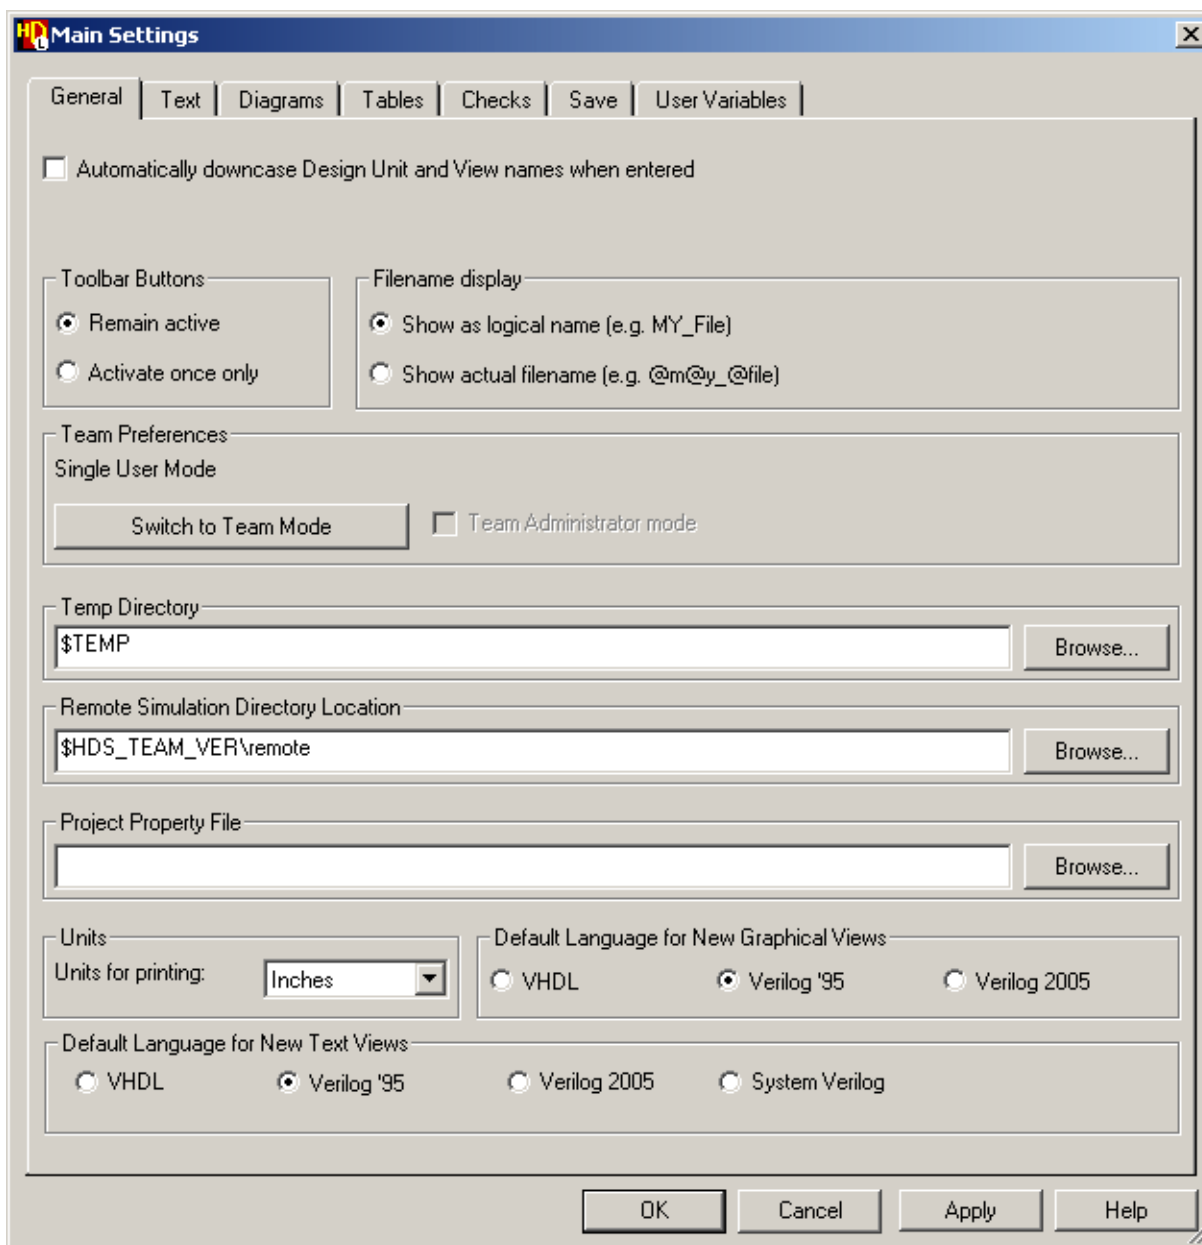 HDL Main Settings
General Text Diagrams Tables Checks Save User Variables
Automatically downcase Design Unit and View names when entered
Toolbar Buttons
Remain active
Activate once only
Filename display
Show as logical name (e.g. MY_File)
Show actual filename (e.g. @m@y_@file)
Team Preferences
Single User Mode
Switch to Team Mode Team Administrator mode
Temp Directory
$TEMP Browse...
Remote Simulation Directory Location
$HDS_TEAM_VER\remote Browse...
Project Property File
Browse...
Units
Units for printing: Inches
Default Language for New Graphical Views
VHDL Verilog '95 Verilog 2005
Default Language for New Text Views
VHDL Verilog '95 Verilog 2005 System Verilog
OK Cancel Apply Help